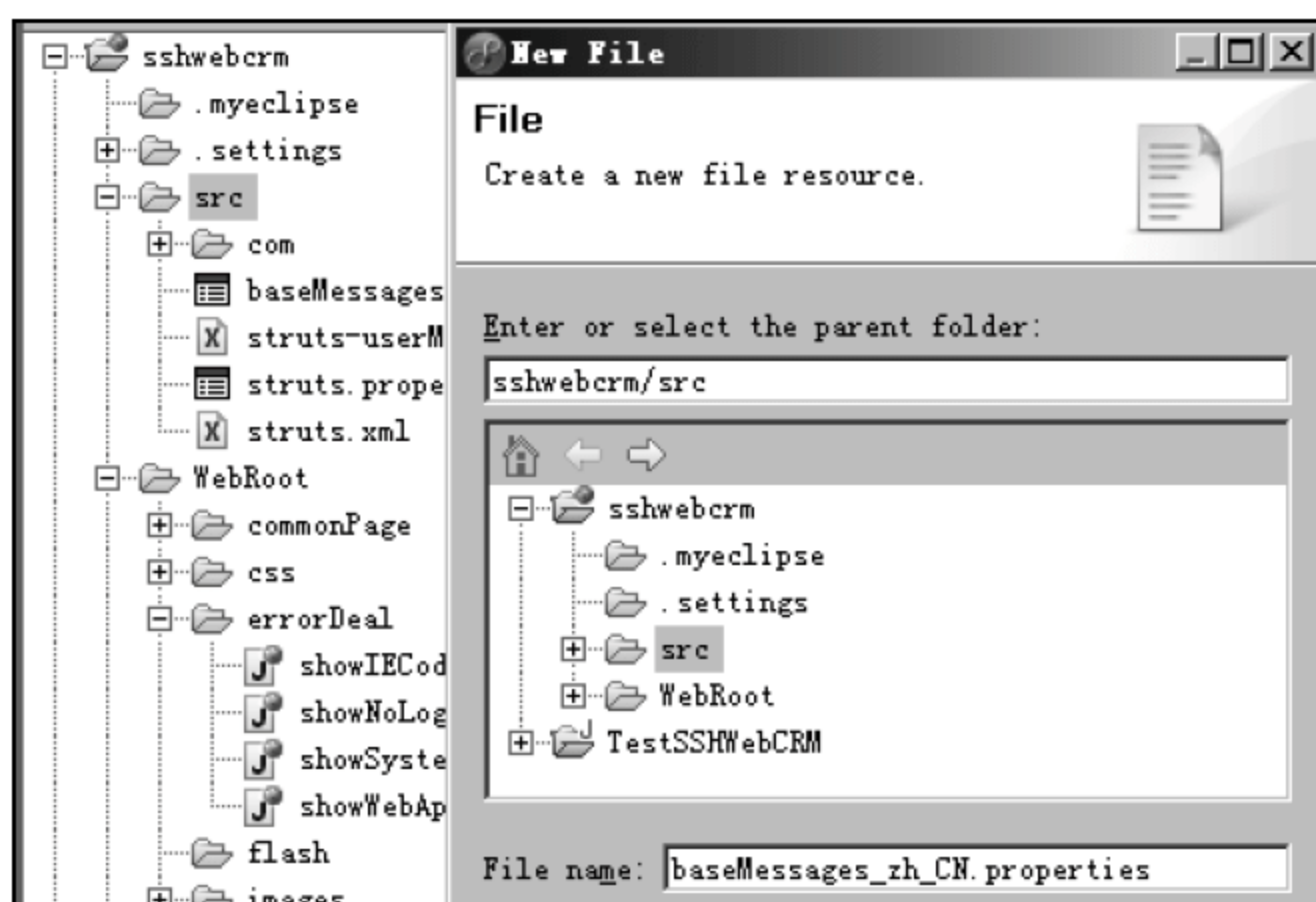 sshwebcrm
.myeclipse
.settings
src
com
baseMessages
struts-userM
struts.prope
struts.xml
WebRoot
commonPage
css
errorDeal
showIECod
showNoLog
showSyste
showWebAp
flash
images
New File
File
Create a new file resource.
Enter or select the parent folder:
sshwebcrm/src
sshwebcrm
.myeclipse
.settings
src
WebRoot
TestSSHWebCRM
File name: baseMessages_zh_CN.properties